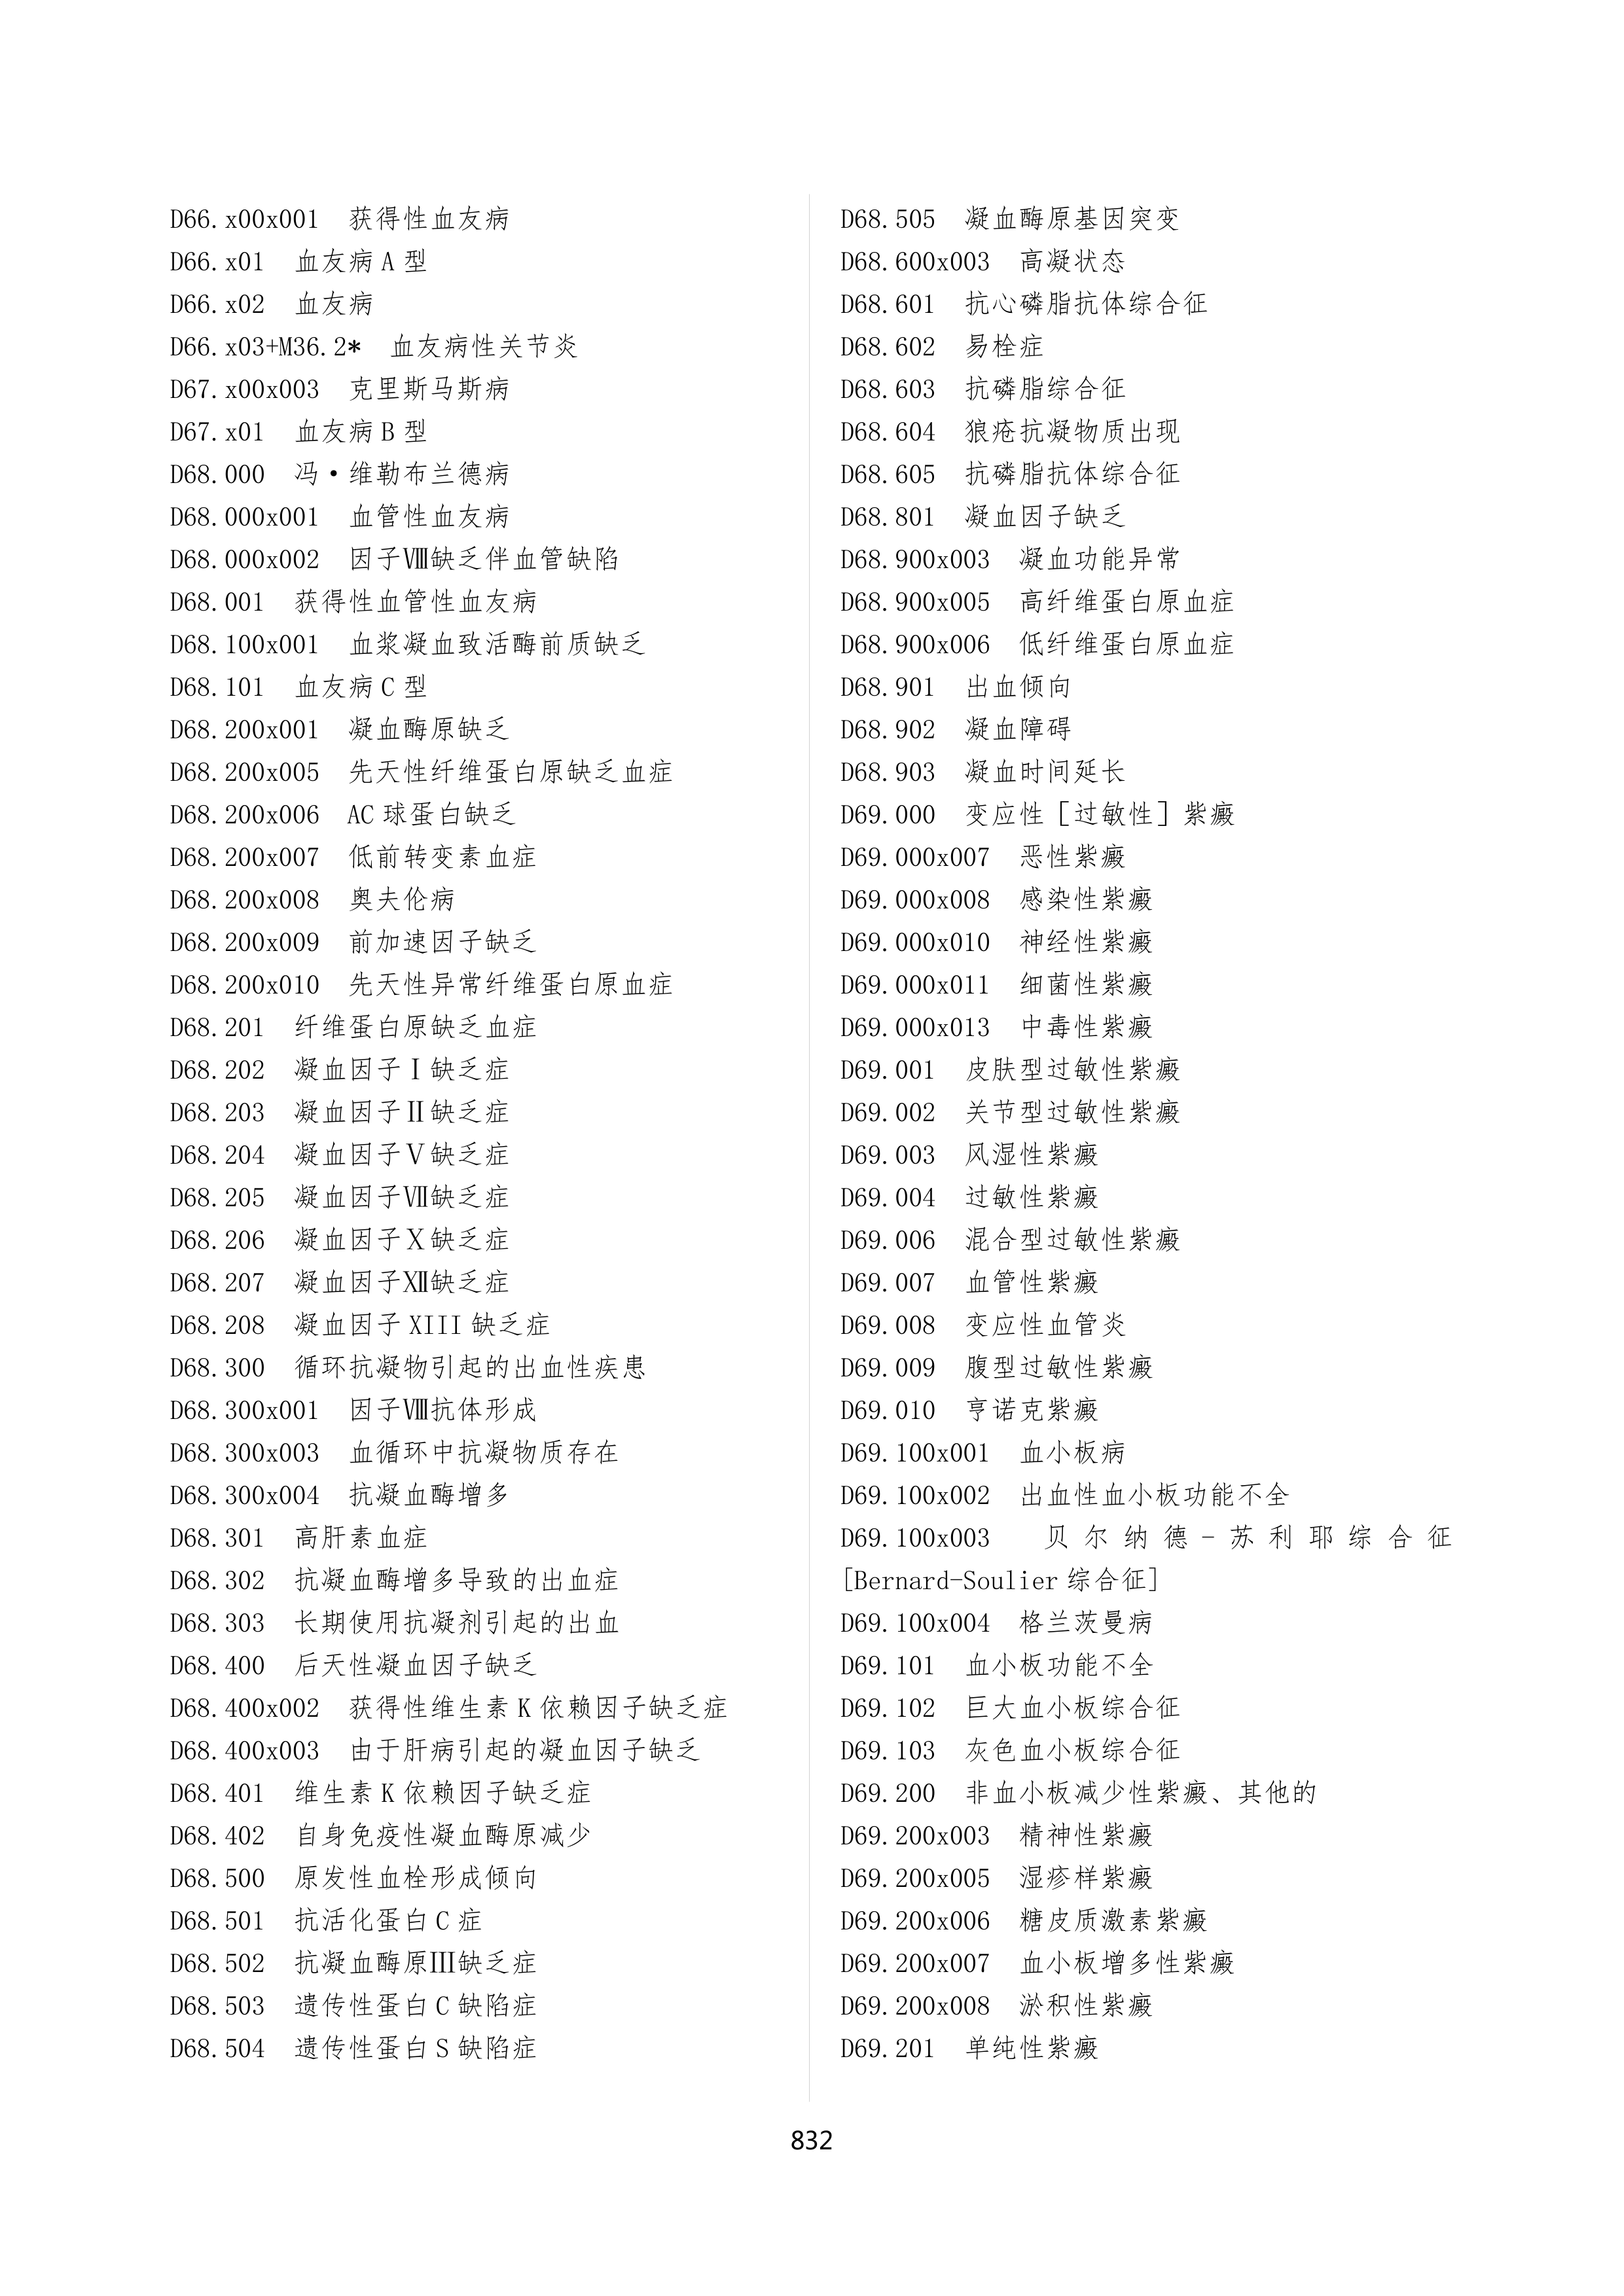 D66.x00x001 获得性血友病
D66.x01 血友病 A 型
D66.x02 血友病
D66.x03+M36.2* 血友病性关节炎
D67.x00x003 克里斯马斯病
D67.x01 血友病 B 型
D68.000 冯·维勒布兰德病
D68.000x001 血管性血友病
D68.000x002 因子Ⅷ缺乏伴血管缺陷
D68.001 获得性血管性血友病
D68.100x001 血浆凝血致活酶前质缺乏
D68.101 血友病 C 型
D68.200x001 凝血酶原缺乏
D68.200x005 先天性纤维蛋白原缺乏血症
D68.200x006 AC 球蛋白缺乏
D68.200x007 低前转变素血症
D68.200x008 奥夫伦病
D68.200x009 前加速因子缺乏
D68.200x010 先天性异常纤维蛋白原血症
D68.201 纤维蛋白原缺乏血症
D68.202 凝血因子Ⅰ缺乏症
D68.203 凝血因子Ⅱ缺乏症
D68.204 凝血因子Ⅴ缺乏症
D68.205 凝血因子Ⅶ缺乏症
D68.206 凝血因子Ⅹ缺乏症
D68.207 凝血因子Ⅻ缺乏症
D68.208 凝血因子 XIII 缺乏症
D68.300 循环抗凝物引起的出血性疾患
D68.300x001 因子Ⅷ抗体形成
D68.300x003 血循环中抗凝物质存在
D68.300x004 抗凝血酶增多
D68.301 高肝素血症
D68.302 抗凝血酶增多导致的出血症
D68.303 长期使用抗凝剂引起的出血
D68.400 后天性凝血因子缺乏
D68.400x002 获得性维生素 K 依赖因子缺乏症
D68.400x003 由于肝病引起的凝血因子缺乏
D68.401 维生素 K 依赖因子缺乏症
D68.402 自身免疫性凝血酶原减少
D68.500 原发性血栓形成倾向
D68.501 抗活化蛋白 C 症
D68.502 抗凝血酶原Ⅲ缺乏症
D68.503 遗传性蛋白 C 缺陷症
D68.504 遗传性蛋白 S 缺陷症
D68.505 凝血酶原基因突变
D68.600x003 高凝状态
D68.601 抗心磷脂抗体综合征
D68.602 易栓症
D68.603 抗磷脂综合征
D68.604 狼疮抗凝物质出现
D68.605 抗磷脂抗体综合征
D68.801 凝血因子缺乏
D68.900x003 凝血功能异常
D68.900x005 高纤维蛋白原血症
D68.900x006 低纤维蛋白原血症
D68.901 出血倾向
D68.902 凝血障碍
D68.903 凝血时间延长
D69.000 变应性［过敏性］紫癜
D69.000x007 恶性紫癜
D69.000x008 感染性紫癜
D69.000x010 神经性紫癜
D69.000x011 细菌性紫癜
D69.000x013 中毒性紫癜
D69.001 皮肤型过敏性紫癜
D69.002 关节型过敏性紫癜
D69.003 风湿性紫癜
D69.004 过敏性紫癜
D69.006 混合型过敏性紫癜
D69.007 血管性紫癜
D69.008 变应性血管炎
D69.009 腹型过敏性紫癜
D69.010 亨诺克紫癜
D69.100x001 血小板病
D69.100x002 出血性血小板功能不全
D69.100x003 贝尔纳德-苏利耶综合征
[Bernard-Soulier 综合征]
D69.100x004 格兰茨曼病
D69.101 血小板功能不全
D69.102 巨大血小板综合征
D69.103 灰色血小板综合征
D69.200 非血小板减少性紫癜、其他的
D69.200x003 精神性紫癜
D69.200x005 湿疹样紫癜
D69.200x006 糖皮质激素紫癜
D69.200x007 血小板增多性紫癜
D69.200x008 淤积性紫癜
D69.201 单纯性紫癜
832